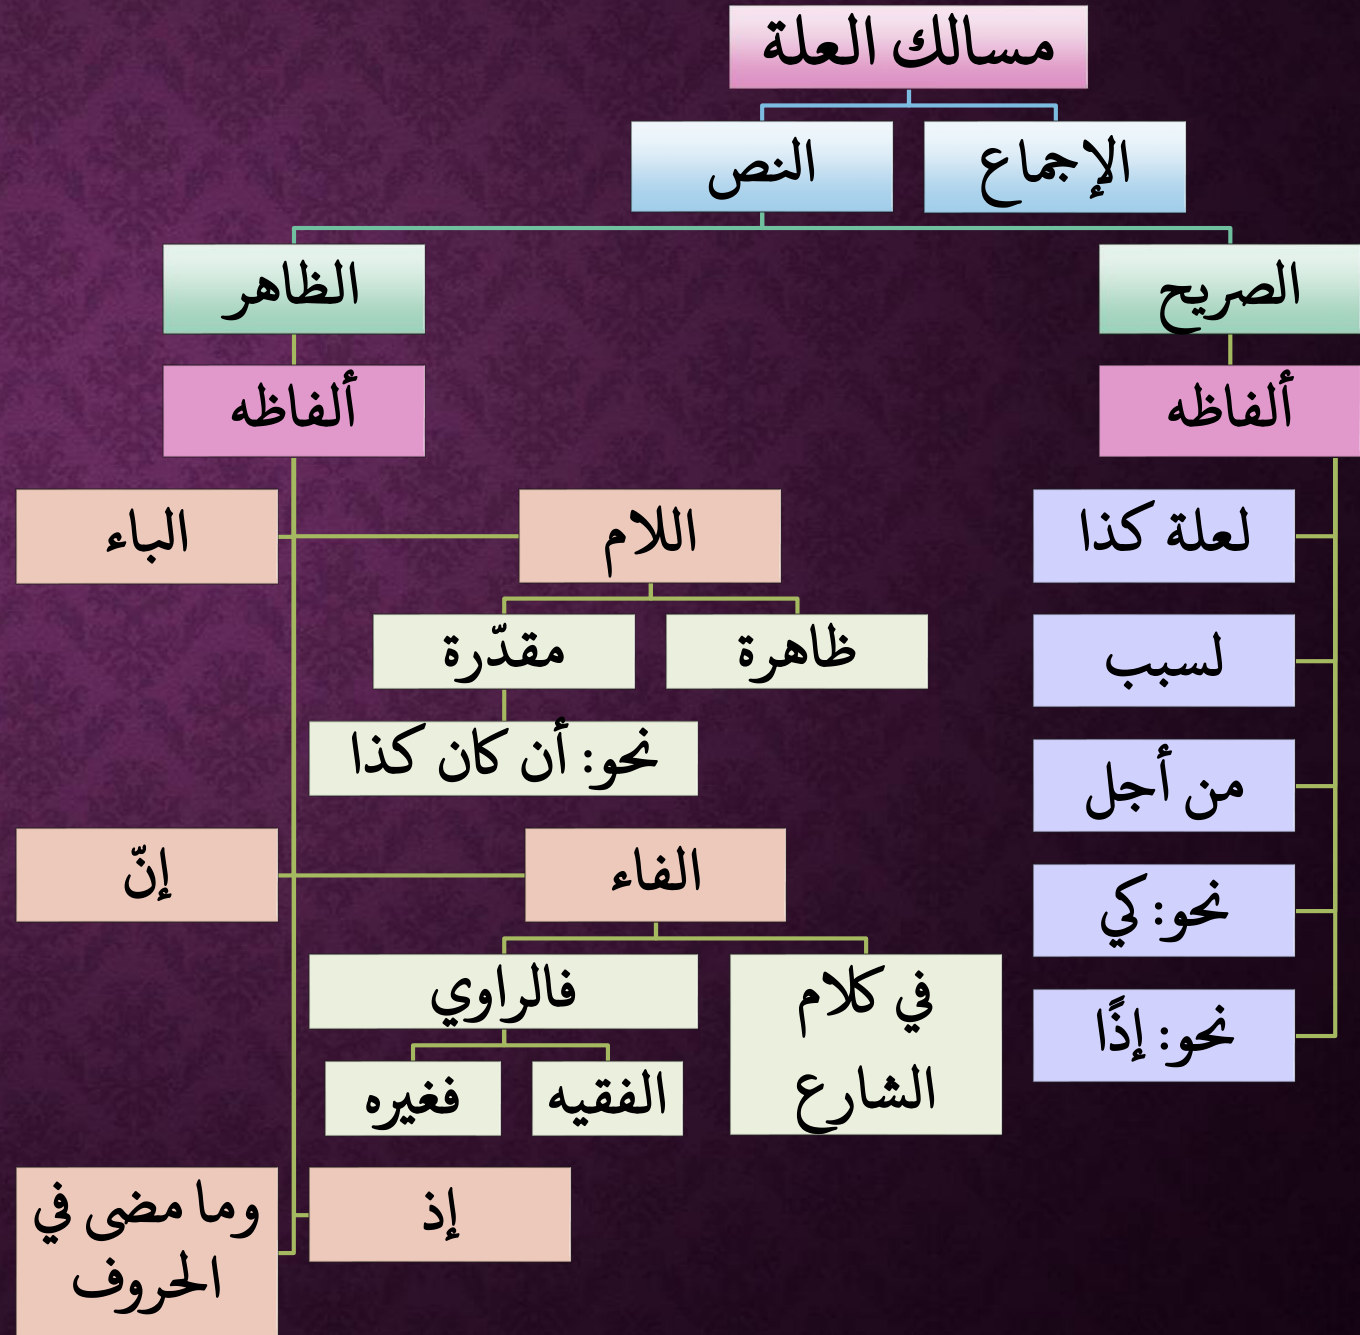 مسالك العلة
الإجماع
النص
الصريح
الظاهر
ألفاظه
ألفاظه
لعلة كذا
لسبب
من أجل
نحو: كي
نحو: إذًا
اللام
الباء
ظاهرة
مقدّرة
نحو: أن كان كذا
الفاء
إنّ
في كلام
الشارع
فالراوي
الفقيه
فغيره
إذ
وما مضى في
الحروف